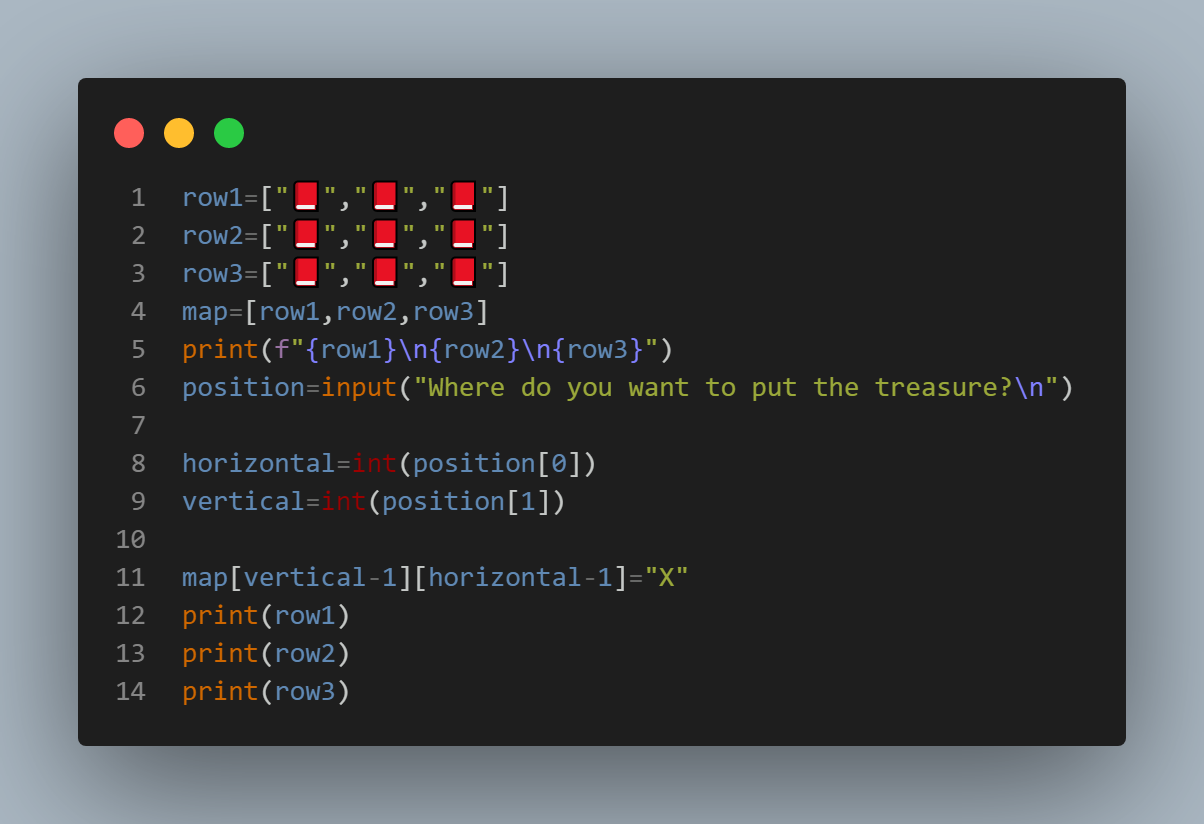 1 row1=["📕","📕","📕"]
2 row2=["📕","📕","📕"]
3 row3=["📕","📕","📕"]
4 map=[row1,row2,row3]
5 print(f"{row1}\n{row2}\n{row3}")
6 position=input("Where do you want to put the treasure?\n")
7
8 horizontal=int(position[0])
9 vertical=int(position[1])
10
11 map[vertical-1][horizontal-1]="X"
12 print(row1)
13 print(row2)
14 print(row3)